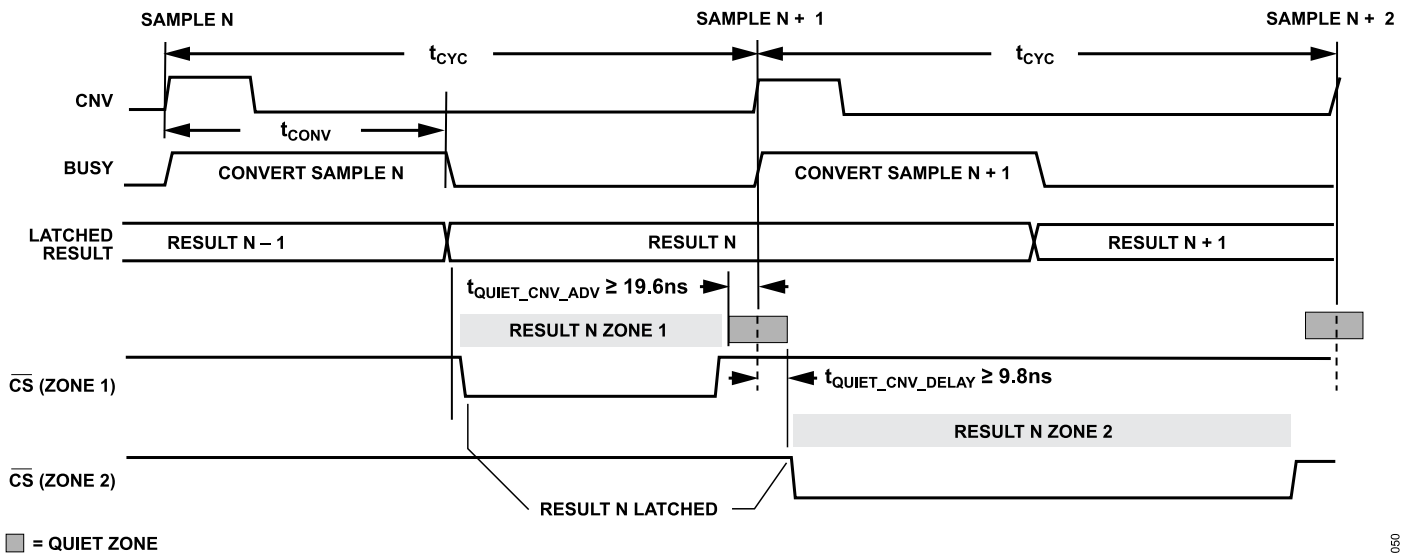 SAMPLE N
SAMPLE N + 1
SAMPLE N + 2
tCYC
tCYC
CNV
tCONV
BUSY
CONVERT SAMPLE N
CONVERT SAMPLE N + 1
LATCHED
RESULT
RESULT N – 1
RESULT N
RESULT N + 1
tQUIET_CNV_ADV ≥ 19.6ns
RESULT N ZONE 1
CS (ZONE 1)
tQUIET_CNV_DELAY ≥ 9.8ns
RESULT N ZONE 2
CS (ZONE 2)
RESULT N LATCHED
= QUIET ZONE
050